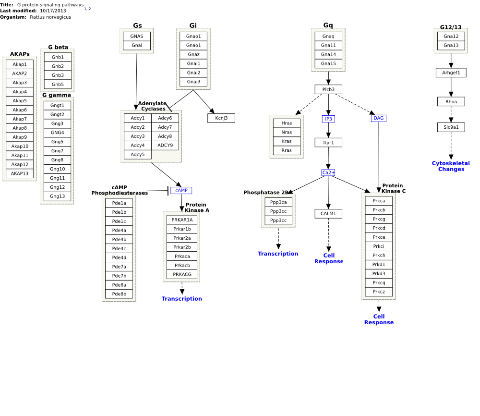 Title: G protein signaling pathways
Last modified: 10/17/2013
Organism: Rattus norvegicus
AKAPs
Akap1
AKAP2
Akap3
Akap4
Akap5
Akap6
Akap7
Akap8
Akap9
Akap10
Akap11
Akap12
AKAP13
G beta
Gnb1
Gnb2
Gnb3
Gnb5
G gamma
Gngt1
Gngt2
Gng3
GNG4
Gng5
Gng7
Gng8
Gng10
Gng11
Gng12
Gng13
Gs
GNAS
Gnal
Gi
Gnao1
Gnao1
Gnaz
Gnai1
Gnai2
Gnai3
Adenylate
Cyclases
Adcy1 Adcy6
Adcy2 Adcy7
Adcy3 Adcy8
Adcy4 ADCY9
Adcy5
Kcnj3
cAMP
cAMP
Phosphodiesterases
Pde1a
Pde1b
Pde1c
Pde4a
Pde4b
Pde4c
Pde4d
Pde7a
Pde7b
Pde8a
Pde8b
Protein
Kinase A
PRKAR1A
Prkar1b
Prkar2a
Prkar2b
Prkaca
Prkacb
PRKACG
Transcription
Gq
Gnaq
Gna11
Gna14
Gna15
Plcb3
Hras
Nras
Kras
Rras
IP3
DAG
Itpr1
Ca2+
Phosphatase 2B
Ppp3ca
Ppp3cc
Ppp3cc
Transcription
CALM1
Cell
Response
Protein
Kinase C
Prkca
Prkcb
Prkcg
Prkcd
Prkce
Prkci
Prkch
Prkdc
Prkd3
Prkcq
Prkcz
Cell
Response
G12/13
Gna12
Gna13
Arhgef1
Rhoa
Slc9a1
Cytoskeletal
Changes